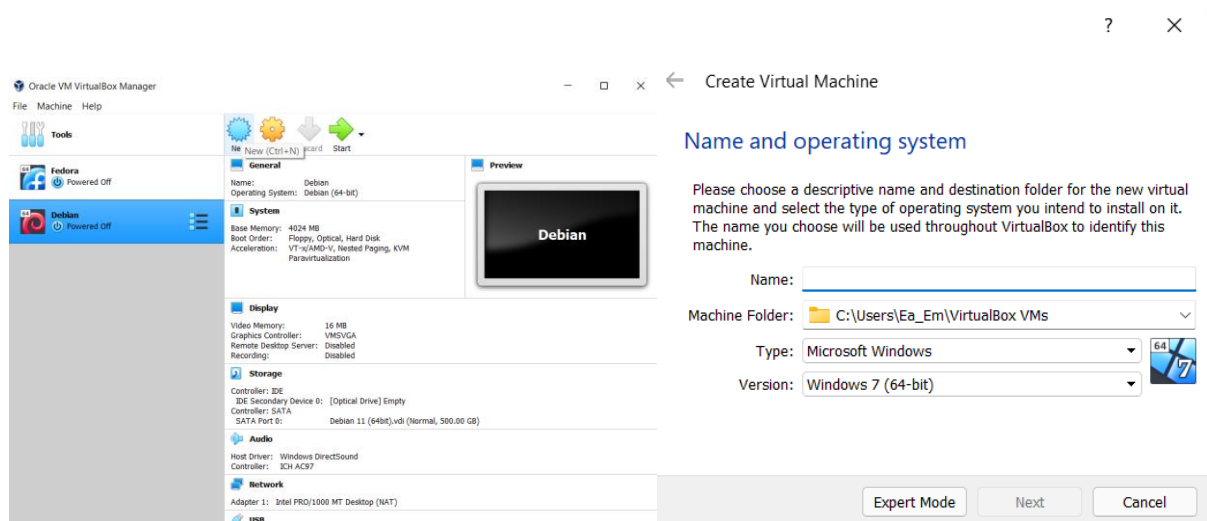 Oracle VM VirtualBox Manager
File Machine Help
Tools
64 Fedora
Powered Off
64 Debian
Powered Off
Ne
New (Ctrl+N)
card
Start
General
Name: Debian
Operating System: Debian (64-bit)
System
Base Memory: 4024 MB
Boot Order: Floppy, Optical, Hard Disk
Acceleration: VT-x/AMD-V, Nested Paging, KVM
Paravirtualization
Preview
Debian
Display
Video Memory: 16 MB
Graphics Controller: VMSVGA
Remote Desktop Server: Disabled
Recording: Disabled
Storage
Controller: IDE
IDE Secondary Device 0: [Optical Drive] Empty
Controller: SATA
SATA Port 0: Debian 11 (64bit).vdi (Normal, 500.00 GB)
Audio
Host Driver: Windows DirectSound
Controller: ICH AC97
Network
Adapter 1: Intel PRO/1000 MT Desktop (NAT)
USB
?
Create Virtual Machine
Name and operating system
Please choose a descriptive name and destination folder for the new virtual
machine and select the type of operating system you intend to install on it.
The name you choose will be used throughout VirtualBox to identify this
machine.
Name:
Machine Folder: C:\Users\Ea_Em\VirtualBox VMs
Type: Microsoft Windows
Version: Windows 7 (64-bit)
64
7
Expert Mode Next Cancel